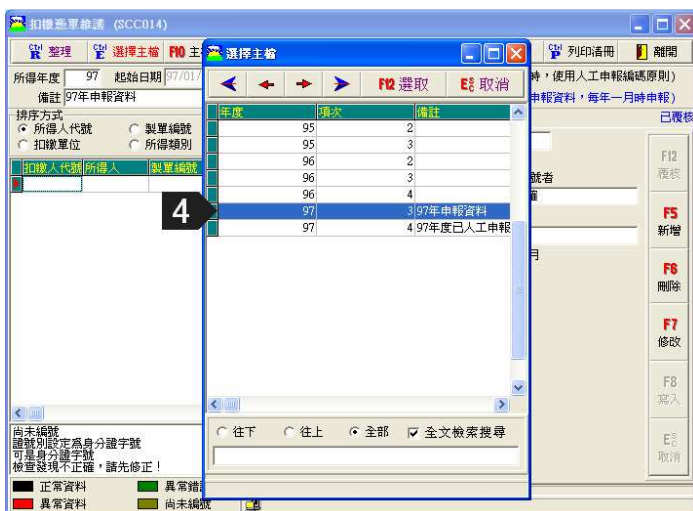 扣繳憑單維護 (SCC014)
Ctrl R 整理 Ctrl E 選擇主檔 F10 主
Ctrl P 列印清冊 離開
所得年度 97 起始日期 97/01/
時，使用人工申報編碼原則)
備註 97年申報資料
申報資料，每年一月時申報)
排序方式
所得人代號 製單編號
扣繳單位 所得類別
已覆核
扣繳人代號 所得人 製單編號
號者
月
選擇主檔
F12 選取 Esc 取消
年度 項次 備註
95 2
95 3
96 2
96 3
96 4
97 3 97年申報資料
97 4 97年度已人工申報
4
往下 往上 全部 全文檢索搜尋
F12
覆核
F5
新增
F6
刪除
F7
修改
F8
寫入
Esc
取消
尚未編號
證號別設定為身分證字號
可是身分證字號
檢查發現不正確，請先修正！
正常資料 異常錯
異常資料 尚未編號